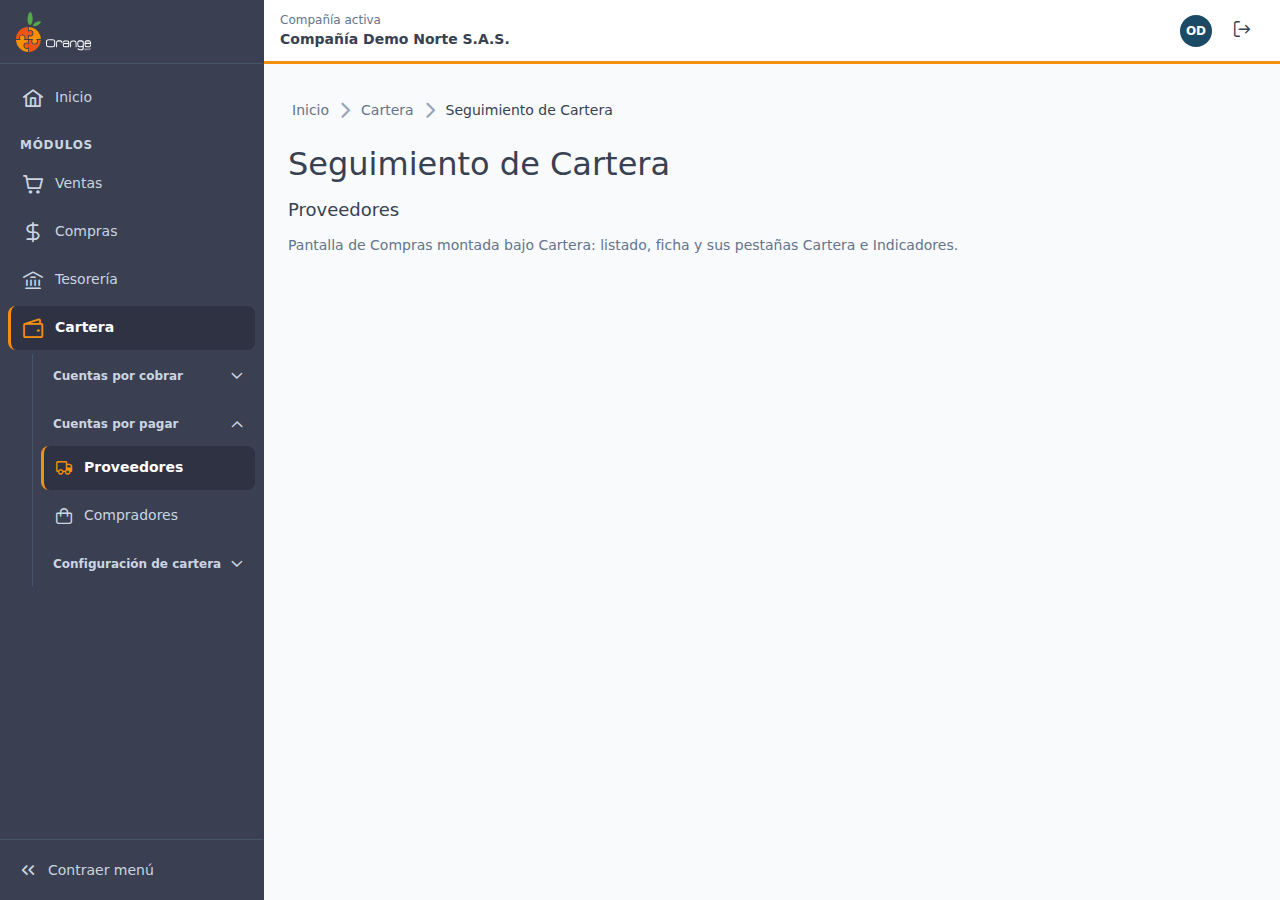 Orange
Compañía activa
Compañía Demo Norte S.A.S.
OD
Inicio
MÓDULOS
Ventas
Compras
Tesorería
Cartera
Cuentas por cobrar
Cuentas por pagar
Proveedores
Compradores
Configuración de cartera
Contraer menú
Inicio
Cartera
Seguimiento de Cartera
Seguimiento de Cartera
Proveedores
Pantalla de Compras montada bajo Cartera: listado, ficha y sus pestañas Cartera e Indicadores.